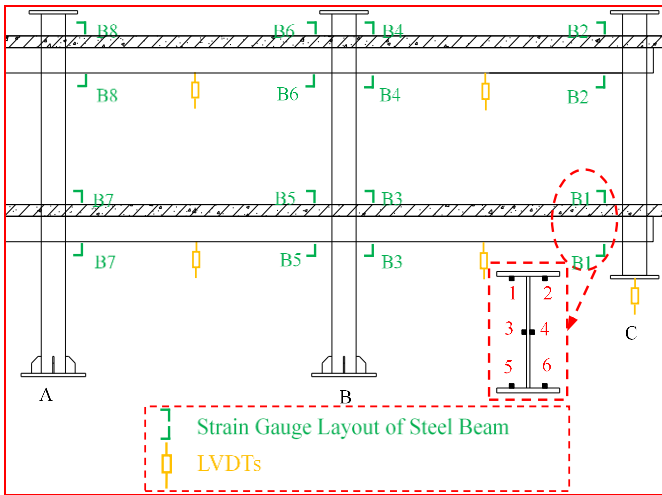 B8 B6 B4 B2
B8 B6 B4 B2
B7 B5 B3 B1
B7 B5 B3 B1
1 2
3 4
5 6
A B C
Strain Gauge Layout of Steel Beam
LVDTs